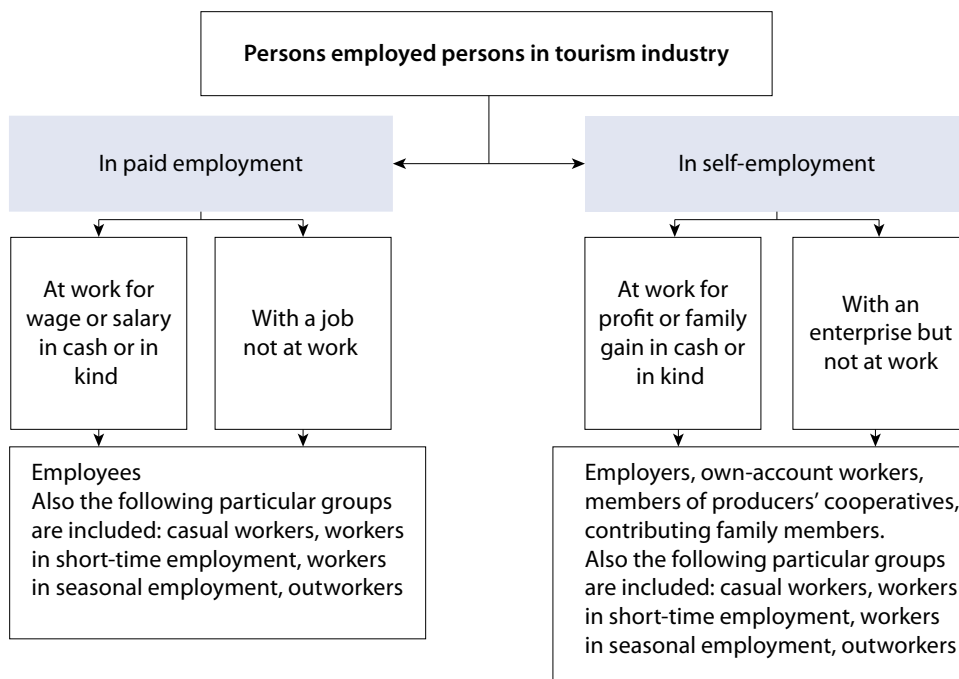 Persons employed persons in tourism industry
In paid employment
In self-employment
At work for
wage or salary
in cash or in
kind
With a job
not at work
At work for
profit or family
gain in cash or
in kind
With an
enterprise but
not at work
Employees
Also the following particular groups
are included: casual workers, workers
in short-time employment, workers
in seasonal employment, outworkers
Employers, own-account workers,
members of producers’ cooperatives,
contributing family members.
Also the following particular groups
are included: casual workers, workers
in short-time employment, workers
in seasonal employment, outworkers